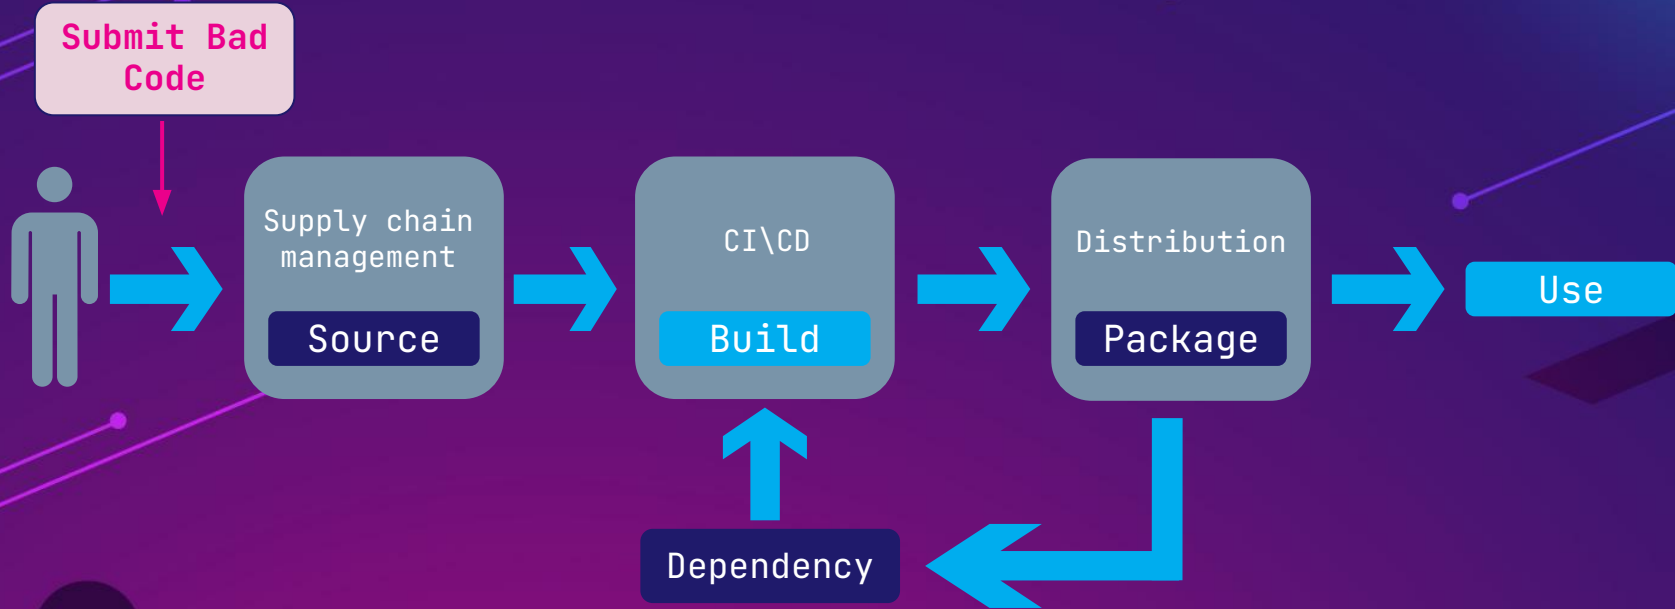 Submit Bad
Code
Supply chain
management
Source
CI\CD
Build
Distribution
Package
Use
Dependency